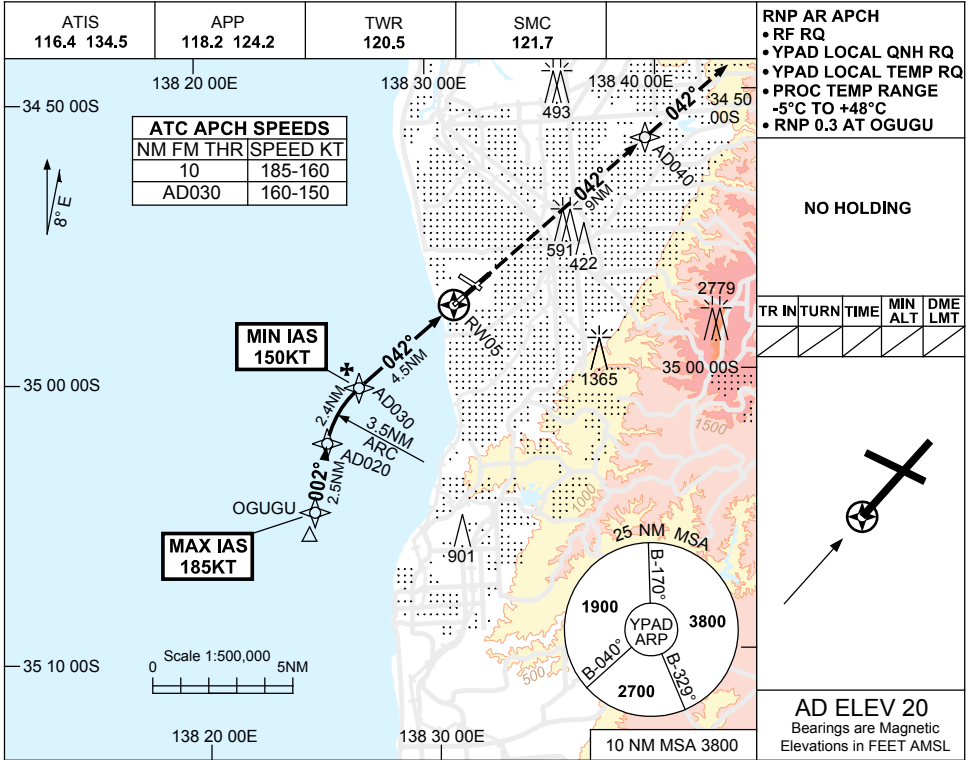 ATIS
116.4 134.5
APP
118.2 124.2
TWR
120.5
SMC
121.7
RNP AR APCH
• RF RQ
• YPAD LOCAL QNH RQ
• YPAD LOCAL TEMP RQ
• PROC TEMP RANGE
-5°C TO +48°C
• RNP 0.3 AT OGUGU
NO HOLDING
TR IN TURN TIME MIN ALT DME LMT
138 20 00E
138 30 00E
138 40 00E
34 50 00S
34 50
00S
ATC APCH SPEEDS
NM FM THR SPEED KT
10 185-160
AD030 160-150
8° E
493
042°
AD040
042°
9NM
591
422
2779
RW05
MIN IAS
150KT
042°
4.5NM
1365
35 00 00S
35 00 00S
AD030
2.4NM
3.5NM
ARC
AD020
1500
002°
2.5NM
OGUGU
1000
MAX IAS
185KT
901
25 NM MSA
B-170°
1900
YPAD
ARP
3800
B-040°
B-329°
2700
500
35 10 00S
Scale 1:500,000
0 5NM
138 20 00E
138 30 00E
10 NM MSA 3800
AD ELEV 20
Bearings are Magnetic
Elevations in FEET AMSL